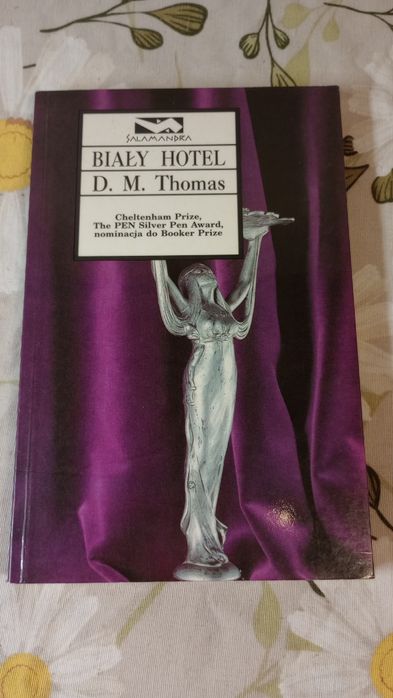 SALAMANDRA
BIAŁY HOTEL
D. M. Thomas
Cheltenham Prize,
The PEN Silver Pen Award,
nominacja do Booker Prize